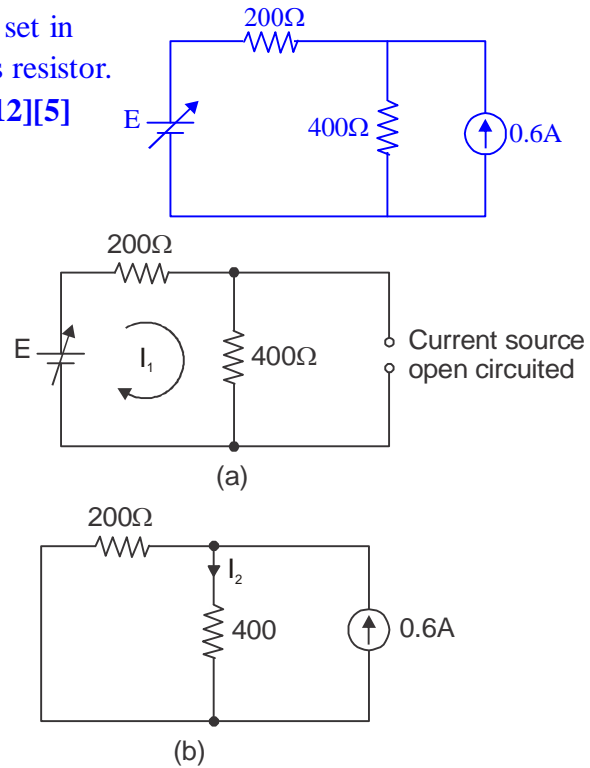 set in
s resistor.
12][5]
200Ω
E
400Ω
0.6A
200Ω
E
I₁
400Ω
Current source
open circuited
(a)
200Ω
I₂
400
0.6A
(b)